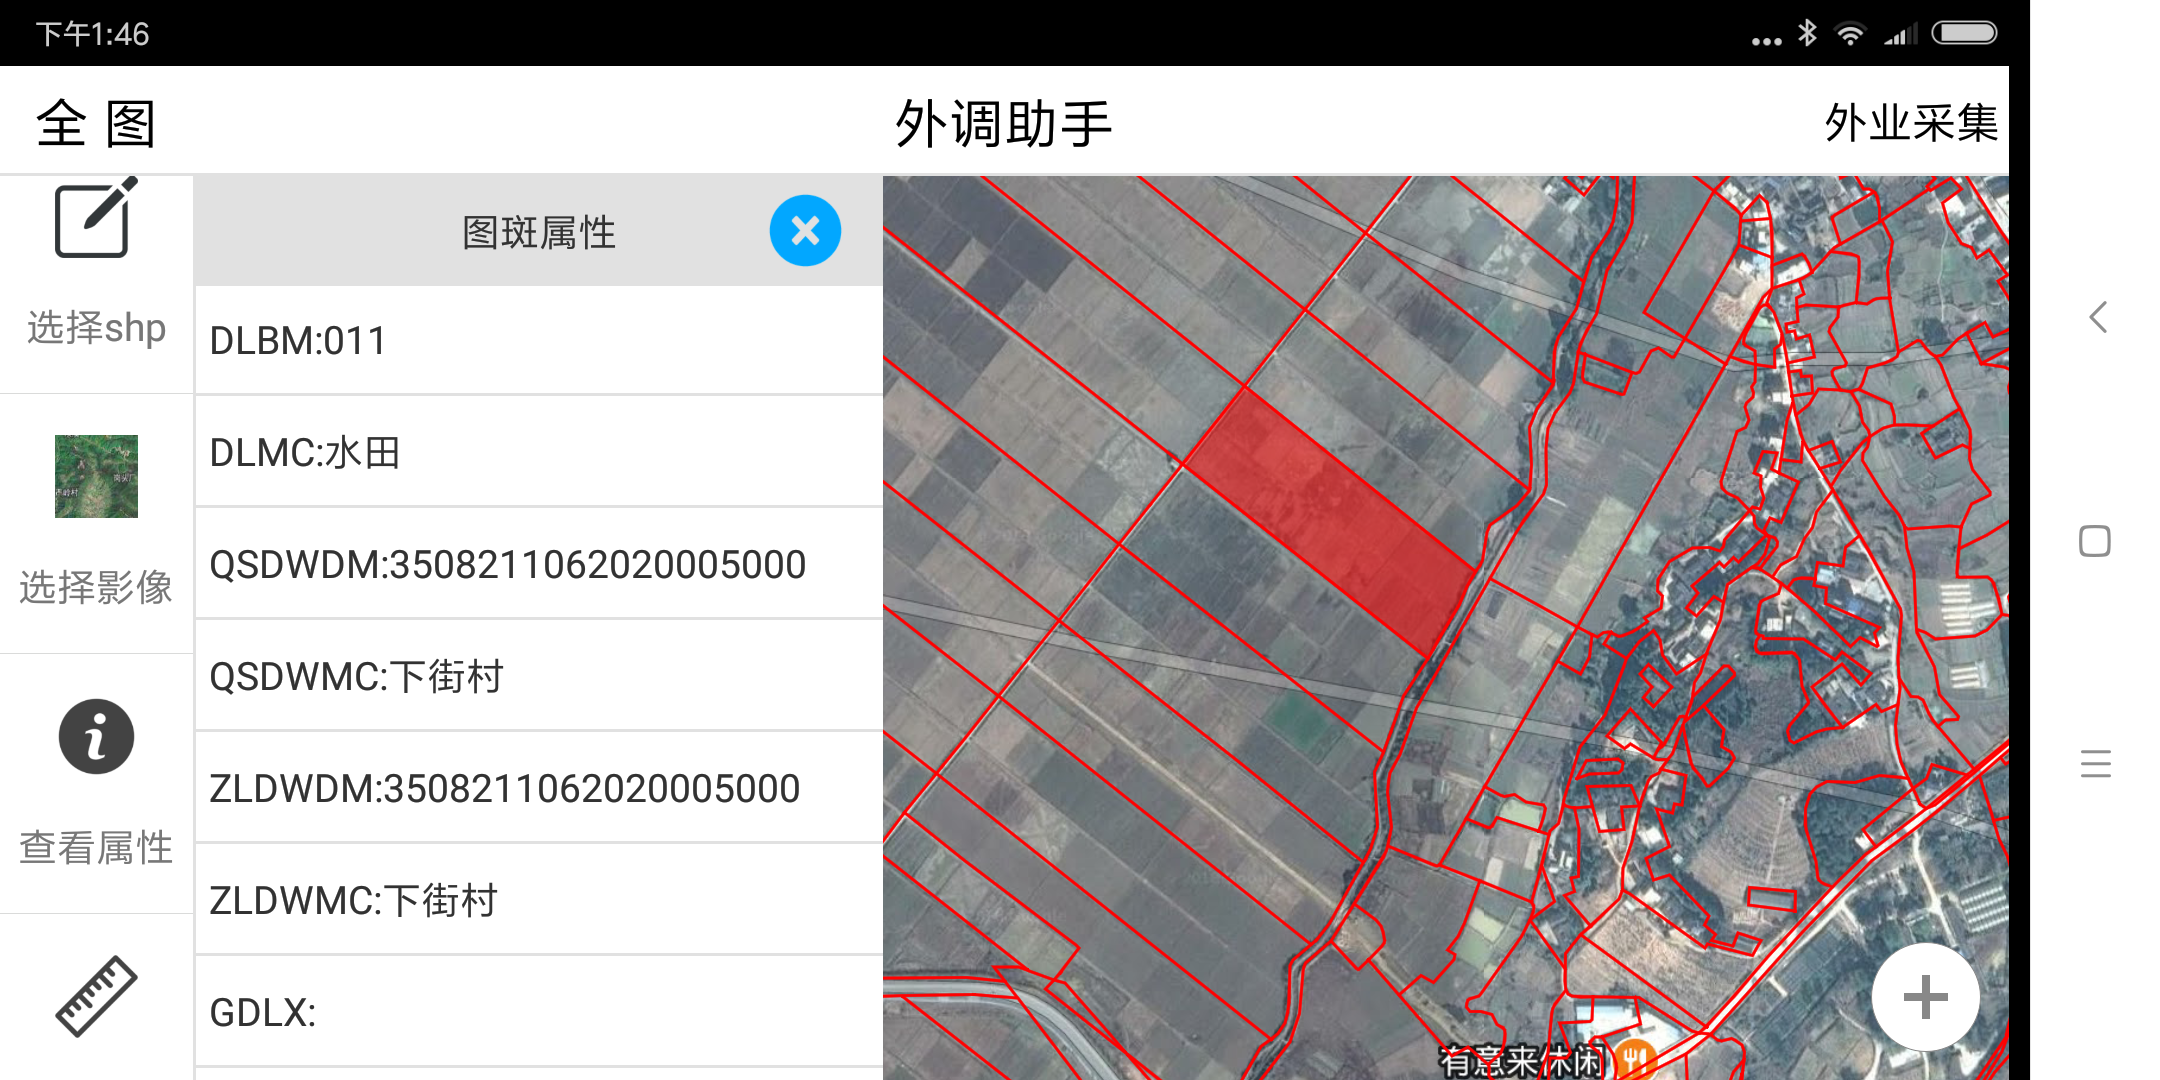 下午1:46
全 图
外调助手
外业采集
选择shp
选择影像
查看属性
图斑属性
DLBM:011
DLMC:水田
QSDWDM:3508211062020005000
QSDWMC:下街村
ZLDWDM:3508211062020005000
ZLDWMC:下街村
GDLX:
有意来休闲